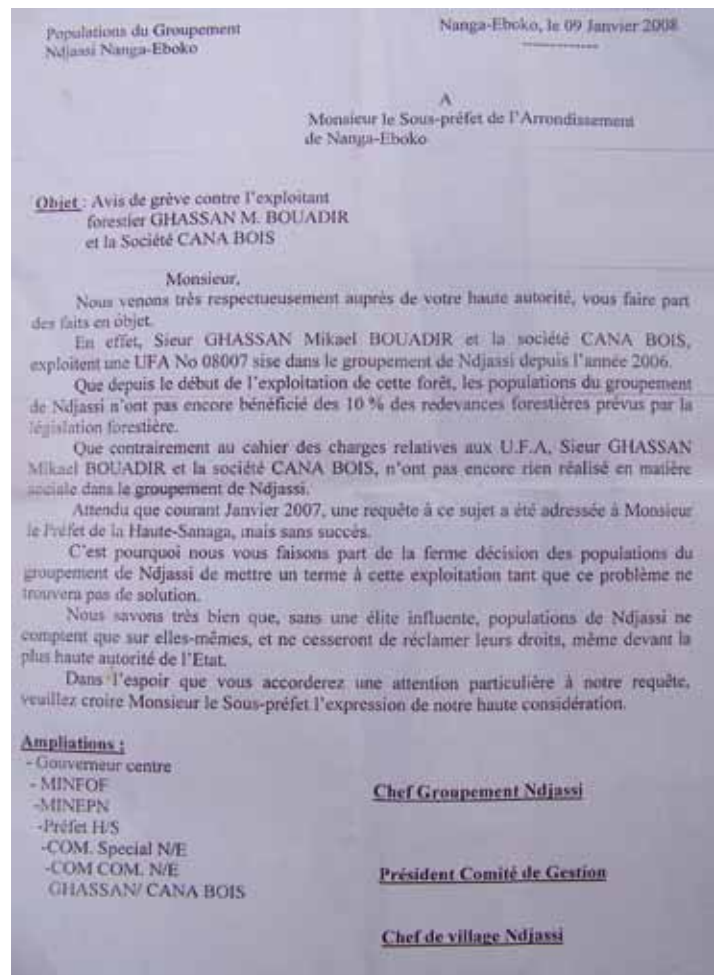 Populations du Groupement
Ndjassi Nanga-Eboko
Nanga-Eboko, le 09 Janvier 2008
------------
A
Monsieur le Sous-préfet de l'Arrondissement
de Nanga-Eboko
Objet : Avis de grève contre l'exploitant
forestier GHASSAN M. BOUADIR
et la Société CANA BOIS
Monsieur,
Nous venons très respectueusement auprès de votre haute autorité, vous faire part
des faits en objet.
En effet, Sieur GHASSAN Mikael BOUADIR et la société CANA BOIS,
exploitent une UFA No 08007 sise dans le groupement de Ndjassi depuis l'année 2006.
Que depuis le début de l'exploitation de cette forêt, les populations du groupement
de Ndjassi n'ont pas encore bénéficié des 10 % des redevances forestières prévus par la
législation forestière.
Que contrairement au cahier des charges relatives aux U.F.A, Sieur GHASSAN
Mikael BOUADIR et la société CANA BOIS, n'ont pas encore rien réalisé en matière
sociale dans le groupement de Ndjassi.
Attendu que courant Janvier 2007, une requête à ce sujet a été adressée à Monsieur
le Préfet de la Haute-Sanaga, mais sans succès.
C'est pourquoi nous vous faisons part de la ferme décision des populations du
groupement de Ndjassi de mettre un terme à cette exploitation tant que ce problème ne
trouvera pas de solution.
Nous savons très bien que, sans une élite influente, populations de Ndjassi ne
comptent que sur elles-mêmes, et ne cesseront de réclamer leurs droits, même devant la
plus haute autorité de l'Etat.
Dans l'espoir que vous accorderez une attention particulière à notre requête,
veuillez croire Monsieur le Sous-préfet l'expression de notre haute considération.
Ampliations :
- Gouverneur centre
- MINFOF
-MINEPN
-Préfet H/S
-COM. Special N/E
-COM COM. N/E
GHASSAN/ CANA BOIS
Chef Groupement Ndjassi
Président Comité de Gestion
Chef de village Ndjassi